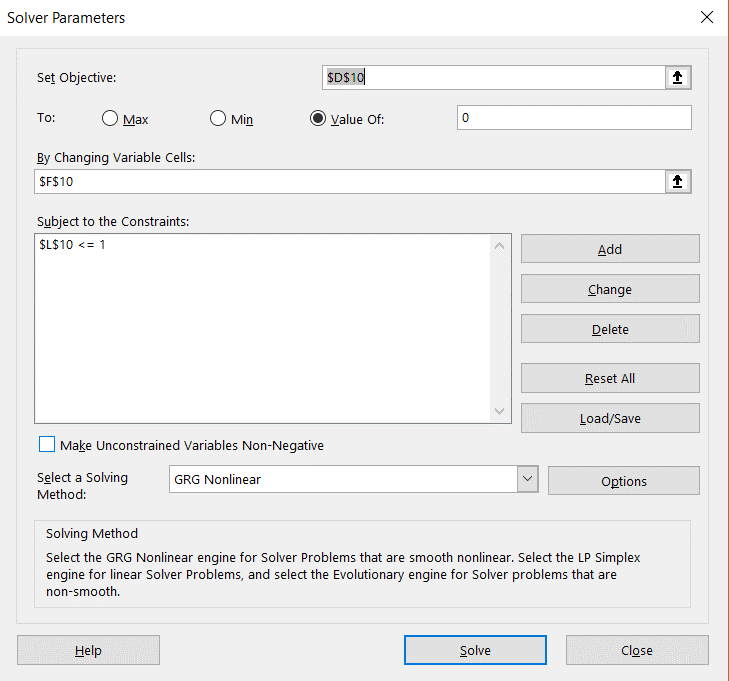 Solver Parameters
Set Objective:
$D$10
To:
Max
Min
Value Of:
0
By Changing Variable Cells:
$F$10
Subject to the Constraints:
$L$10 <= 1
Add
Change
Delete
Reset All
Load/Save
Make Unconstrained Variables Non-Negative
Select a Solving
Method:
GRG Nonlinear
Options
Solving Method
Select the GRG Nonlinear engine for Solver Problems that are smooth nonlinear. Select the LP Simplex
engine for linear Solver Problems, and select the Evolutionary engine for Solver problems that are
non-smooth.
Help
Solve
Close